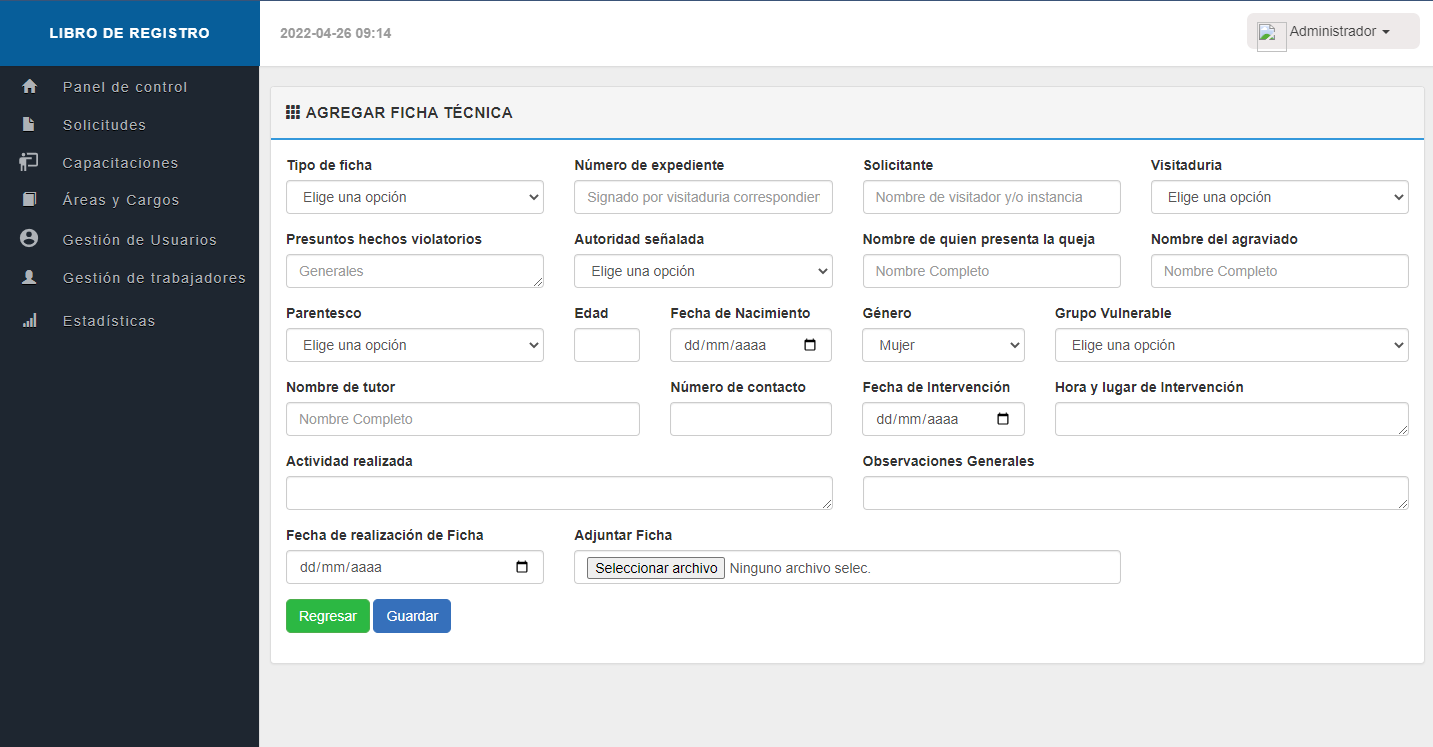 LIBRO DE REGISTRO
2022-04-26 09:14
Administrador
Panel de control
Solicitudes
Capacitaciones
Áreas y Cargos
Gestión de Usuarios
Gestión de trabajadores
Estadísticas
AGREGAR FICHA TÉCNICA
Tipo de ficha Número de expediente Solicitante Visitaduria
Elige una opción Signado por visitaduria correspondien Nombre de visitador y/o instancia Elige una opción
Presuntos hechos violatorios Autoridad señalada Nombre de quien presenta la queja Nombre del agraviado
Generales Elige una opción Nombre Completo Nombre Completo
Parentesco Edad Fecha de Nacimiento Género Grupo Vulnerable
Elige una opción dd/mm/aaaa Mujer Elige una opción
Nombre de tutor Número de contacto Fecha de Intervención Hora y lugar de Intervención
Nombre Completo dd/mm/aaaa
Actividad realizada Observaciones Generales
Fecha de realización de Ficha Adjuntar Ficha
dd/mm/aaaa Seleccionar archivo Ninguno archivo selec.
Regresar Guardar